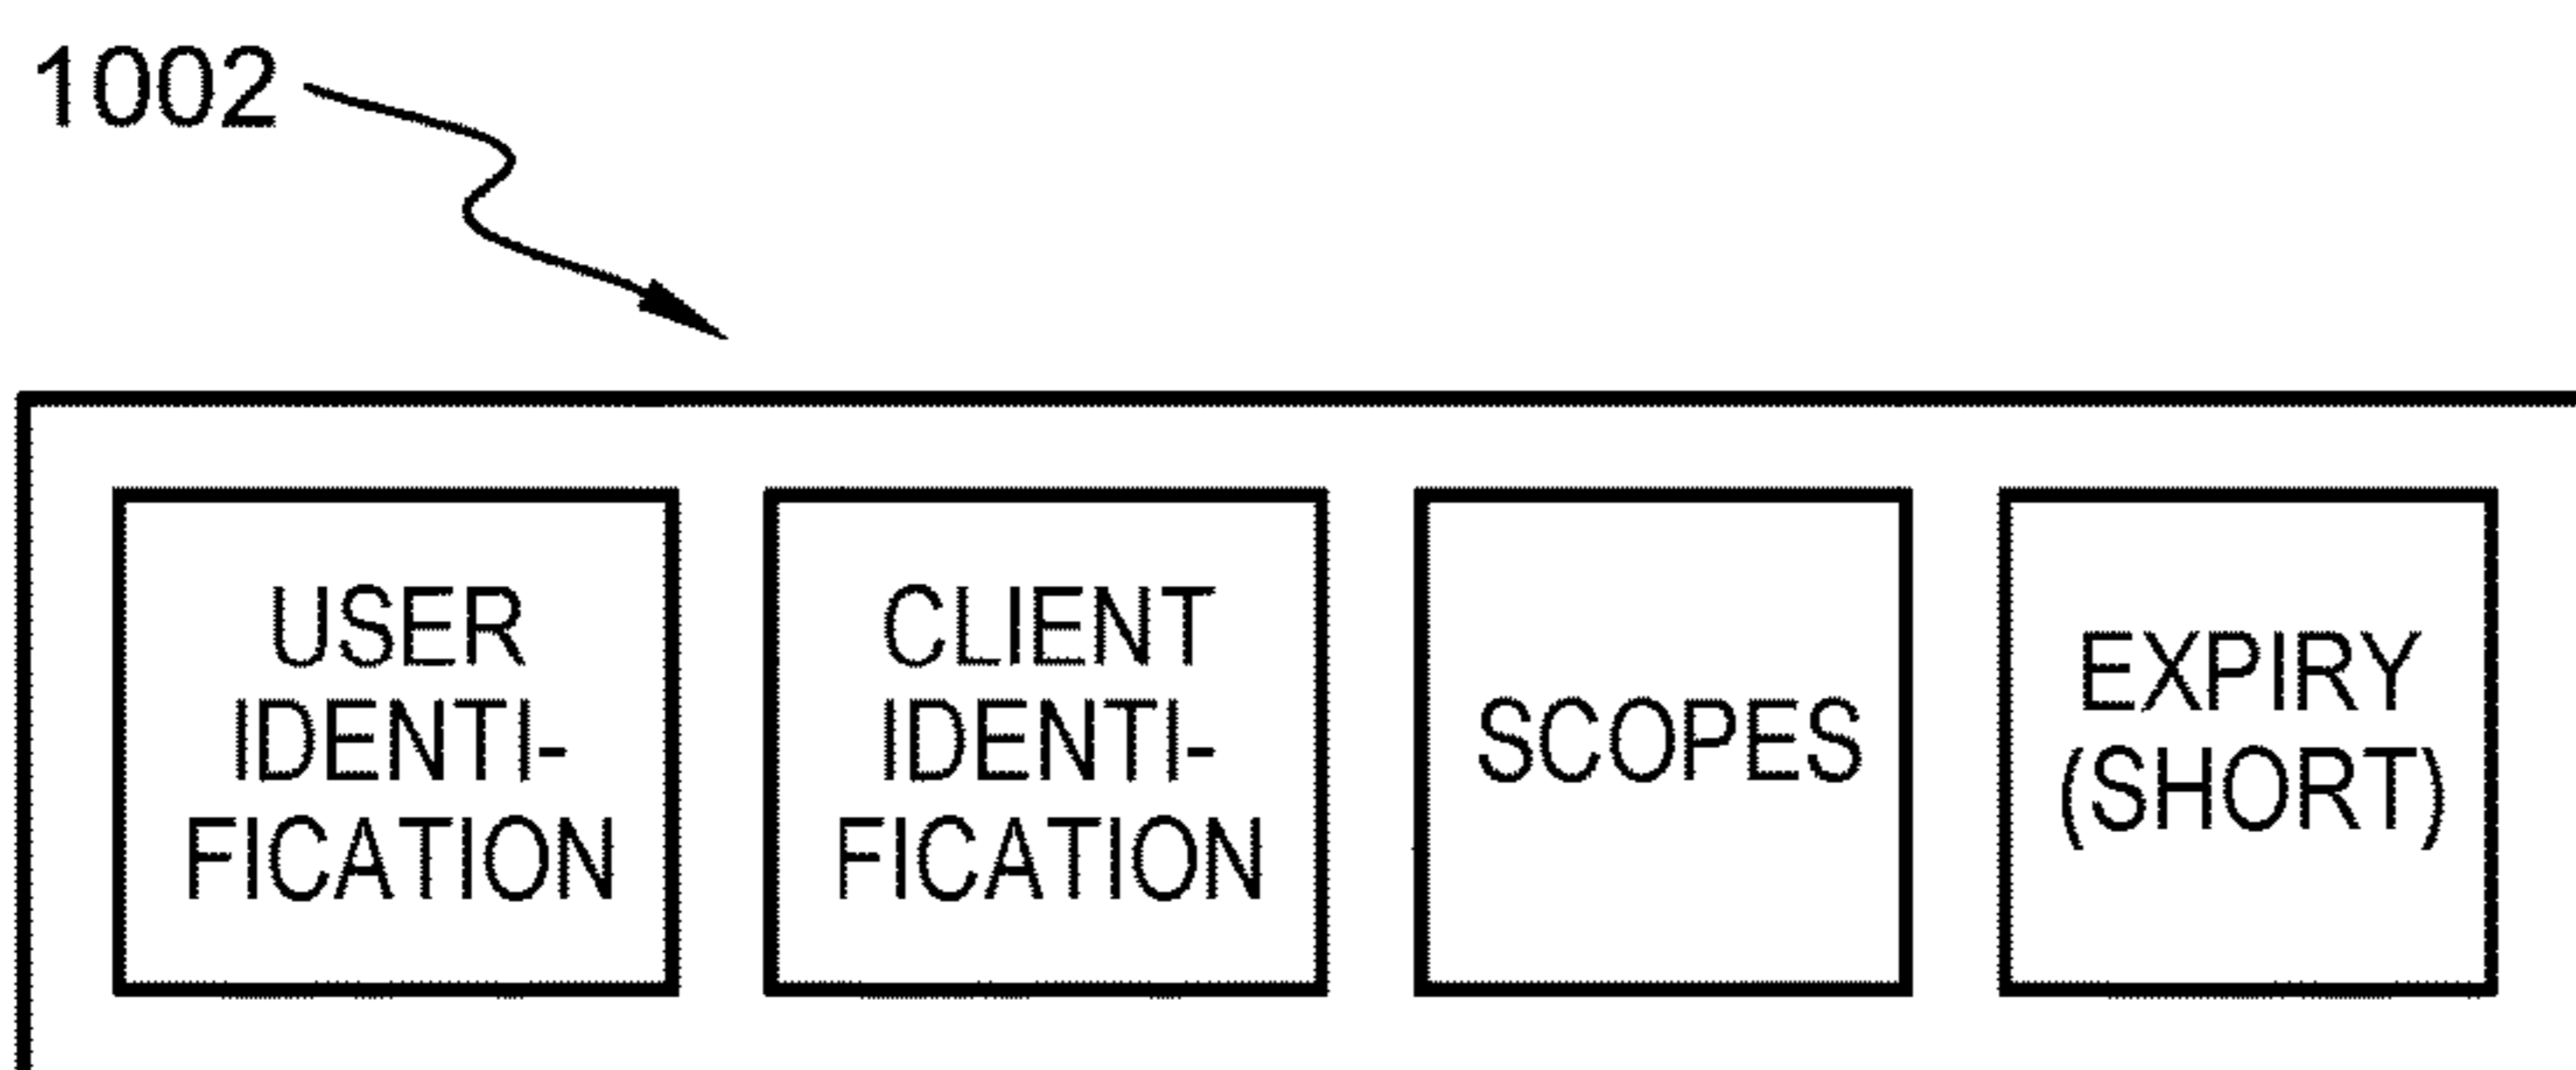 1002
USER
IDENTI-
FICATION
CLIENT
IDENTI-
FICATION
SCOPES
EXPIRY
(SHORT)